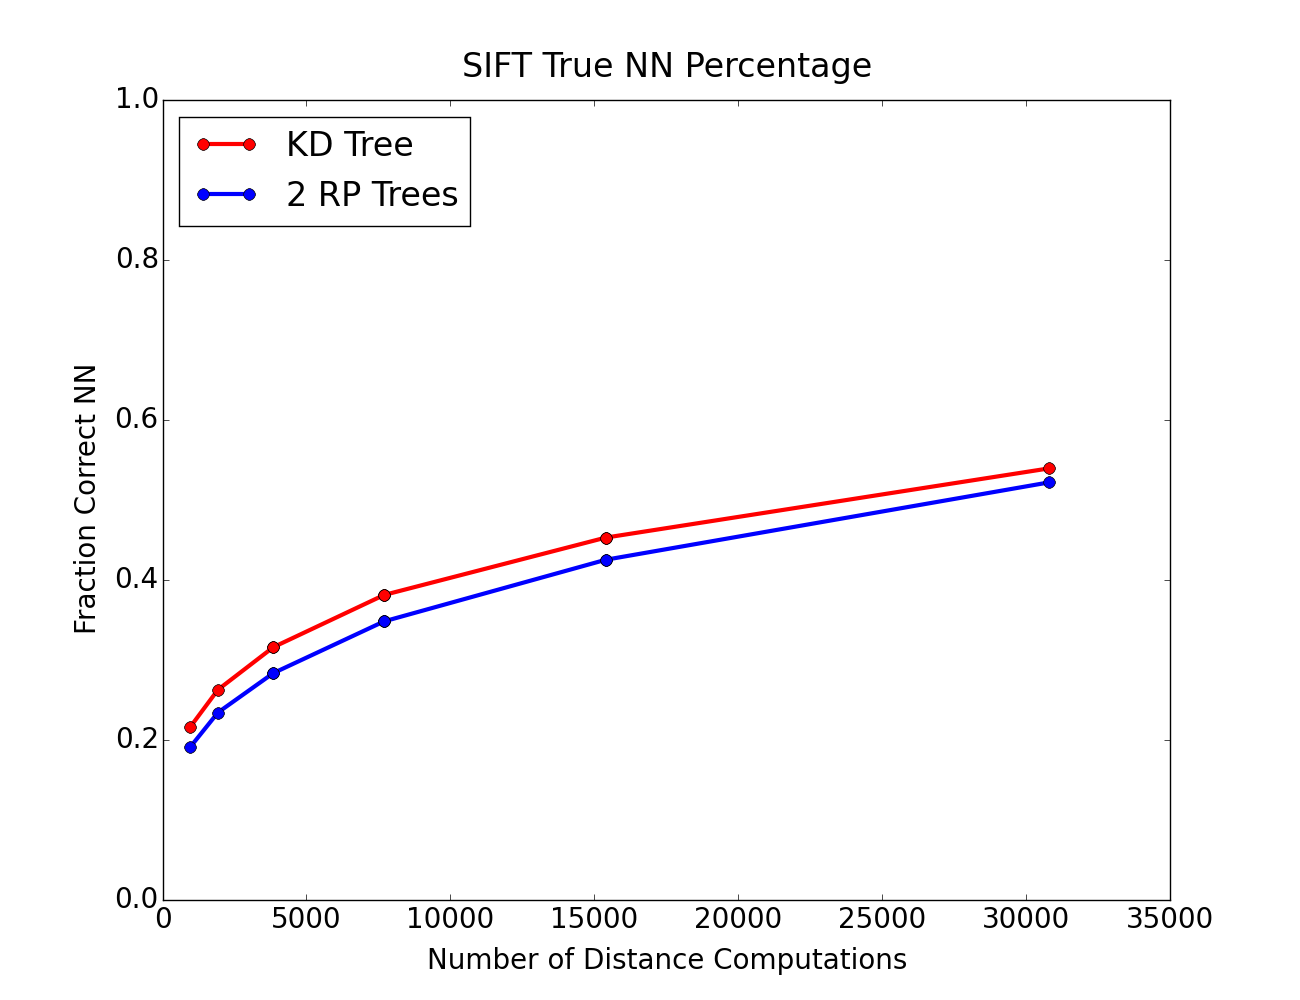 SIFT True NN Percentage
1.0
KD Tree
2 RP Trees
0.8
0.6
0.4
0.2
0.0
Fraction Correct NN
0 5000 10000 15000 20000 25000 30000 35000
Number of Distance Computations